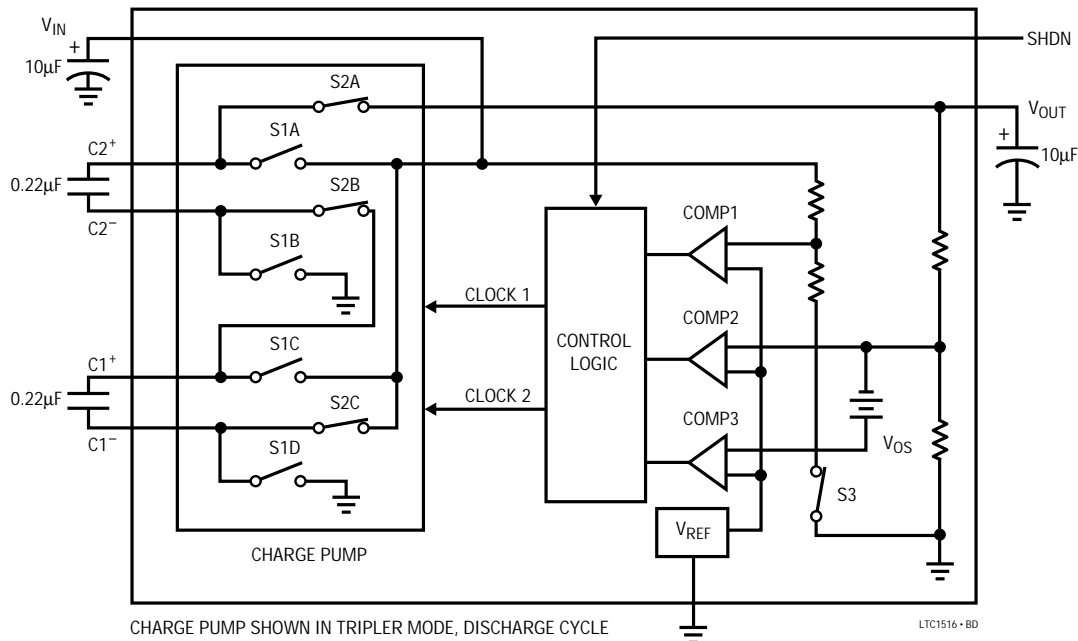 VIN
+
10µF
SHDN
S2A
VOUT
+
10µF
S1A
C2+
0.22µF
C2–
S2B
S1B
COMP1
CLOCK 1
CONTROL
LOGIC
COMP2
C1+
S1C
0.22µF
CLOCK 2
C1–
S2C
COMP3
VOS
S1D
S3
VREF
CHARGE PUMP
CHARGE PUMP SHOWN IN TRIPLER MODE, DISCHARGE CYCLE
LTC1516 • BD